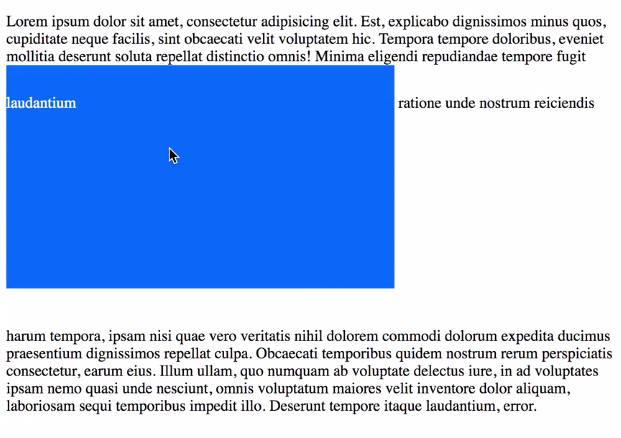 Lorem ipsum dolor sit amet, consectetur adipisicing elit. Est, explicabo dignissimos minus quos,
cupiditate neque facilis, sint obcaecati velit voluptatem hic. Tempora tempore doloribus, eveniet
mollitia deserunt soluta repellat distinctio omnis! Minima eligendi repudiandae tempore fugit
laudantium ratione unde nostrum reiciendis
harum tempora, ipsam nisi quae vero veritatis nihil dolorem commodi dolorum expedita ducimus
praesentium dignissimos repellat culpa. Obcaecati temporibus quidem nostrum rerum perspiciatis
consectetur, earum eius. Illum ullam, quo numquam ab voluptate delectus iure, in ad voluptates
ipsam nemo quasi unde nesciunt, omnis voluptatum maiores velit inventore dolor aliquam,
laboriosam sequi temporibus impedit illo. Deserunt tempore itaque laudantium, error.